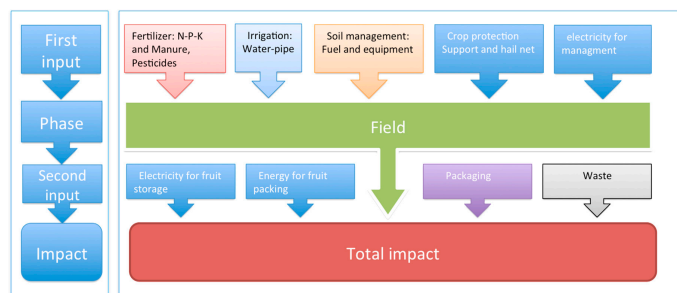 First
input
Phase
Second
input
Impact
Fertilizer: N-P-K
and Manure,
Pesticides
Irrigation:
Water-pipe
Soil management:
Fuel and equipment
Crop protection
Support and hail net
electricity for
managment
Field
Electricity for fruit
storage
Energy for fruit
packing
Packaging
Waste
Total impact